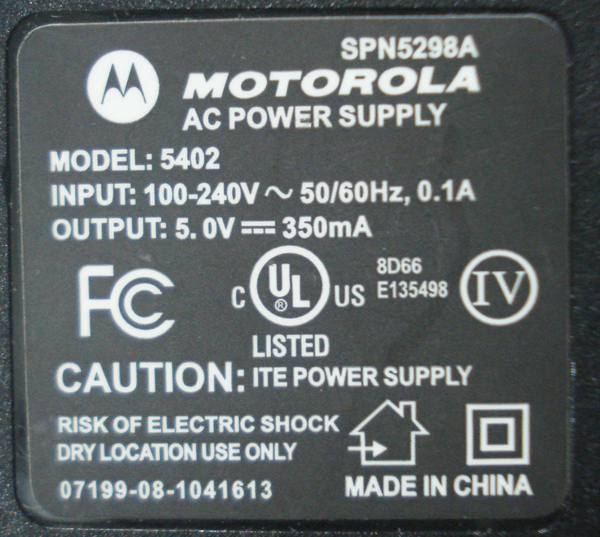 SPN5298A
MOTOROLA
AC POWER SUPPLY
MODEL: 5402
INPUT: 100-240V ~ 50/60Hz, 0.1A
OUTPUT: 5. 0V ⎓ 350mA
FC
C UL ® US
8D66
E135498
IV
LISTED
CAUTION: ITE POWER SUPPLY
RISK OF ELECTRIC SHOCK
DRY LOCATION USE ONLY
07199-08-1041613
MADE IN CHINA